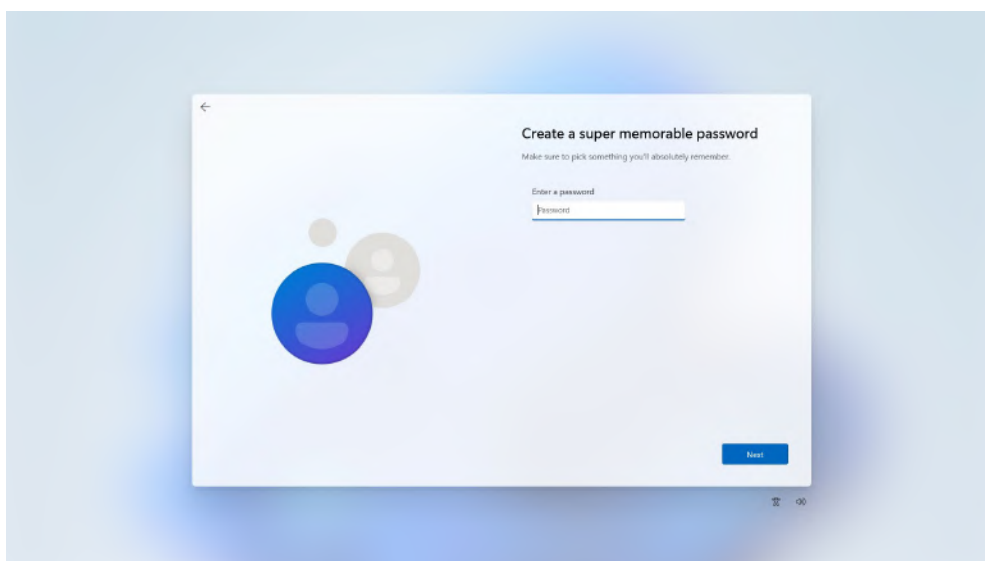 Create a super memorable password
Make sure to pick something you'll absolutely remember.
Enter a password
Password
Next